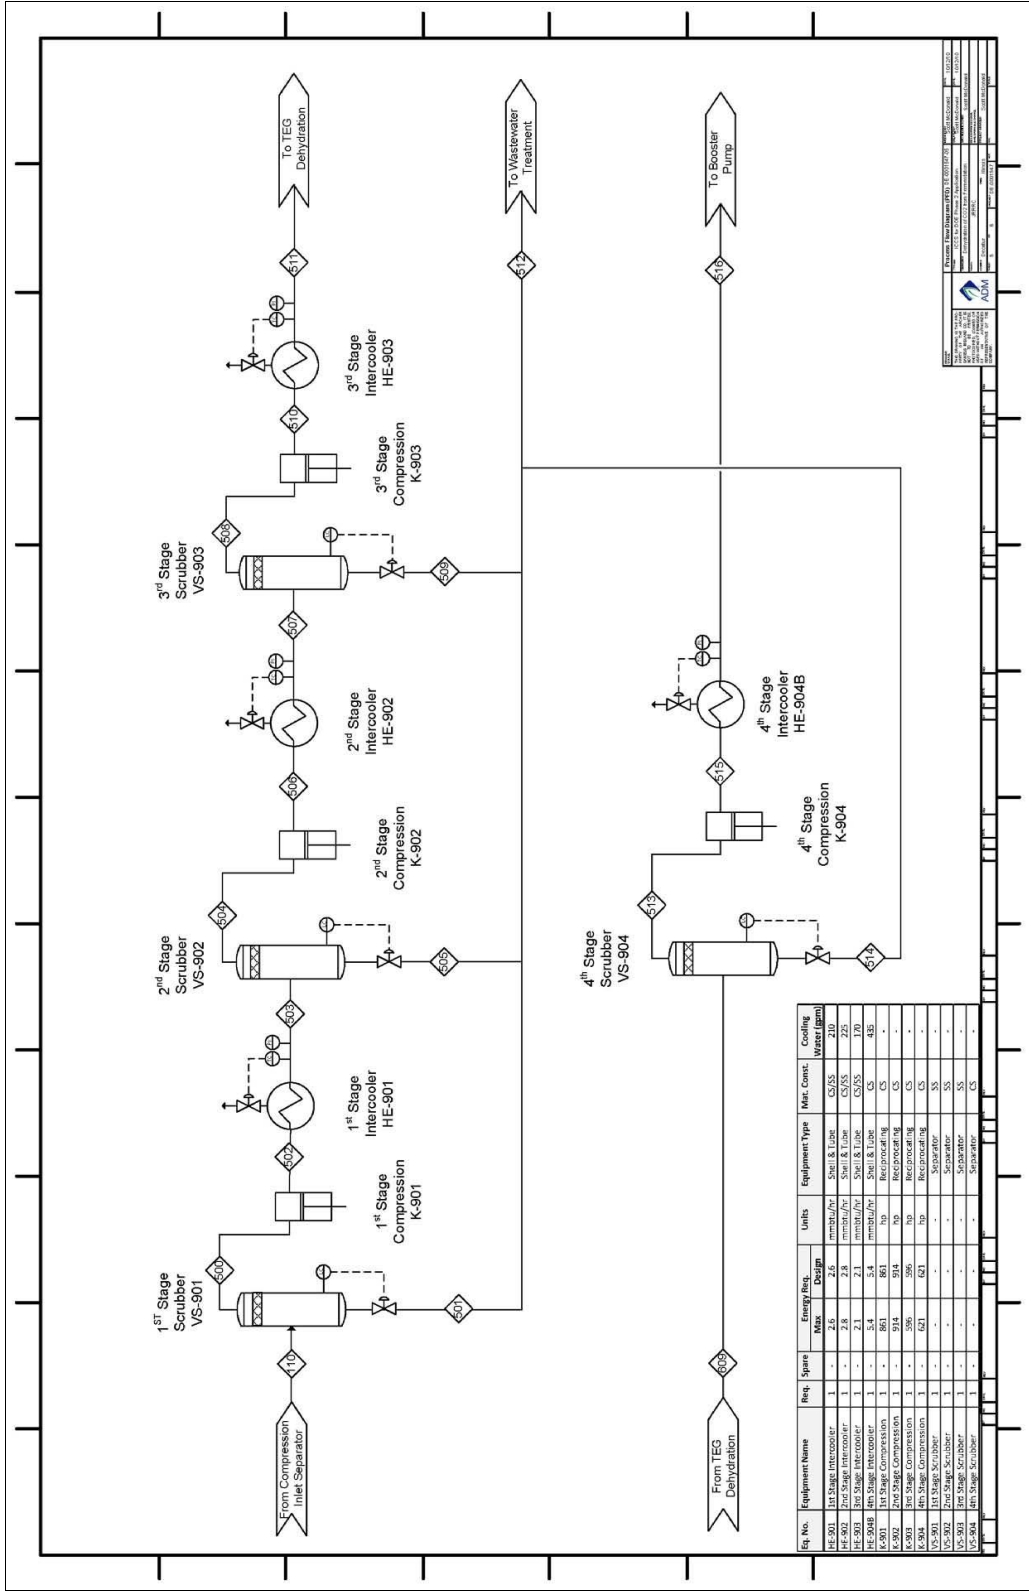 1ST Stage
Scrubber
VS-901
1st Stage
Compression
K-901
1st Stage
Intercooler
HE-901
2nd Stage
Scrubber
VS-902
2nd Stage
Compression
K-902
2nd Stage
Intercooler
HE-902
3rd Stage
Scrubber
VS-903
3rd Stage
Compression
K-903
3rd Stage
Intercooler
HE-903
From Compression
Inlet Separator
110
500
501
502
503
504
505
506
507
508
509
510
511
To TEG
Dehydration
512
To Wastewater
Treatment
From TEG
Dehydration
609
4th Stage
Scrubber
VS-904
513
514
4th Stage
Compression
K-904
515
4th Stage
Intercooler
HE-904B
516
To Booster
Pump
Eq. No. Equipment Name Req. Spare Energy Req. Max Design Units Equipment Type Mat. Const. Cooling Water (gpm)
HE-901 1st Stage Intercooler 1 - 2.6 2.6 mmbtu/hr Shell & Tube CS/SS 210
HE-902 2nd Stage Intercooler 1 - 2.8 2.8 mmbtu/hr Shell & Tube CS/SS 225
HE-903 3rd Stage Intercooler 1 - 2.1 2.1 mmbtu/hr Shell & Tube CS/SS 170
HE-904B 4th Stage Intercooler 1 - 5.4 5.4 mmbtu/hr Shell & Tube CS 435
K-901 1st Stage Compression 1 - 861 861 hp Reciprocating CS -
K-902 2nd Stage Compression 1 - 914 914 hp Reciprocating CS -
K-903 3rd Stage Compression 1 - 596 596 hp Reciprocating CS -
K-904 4th Stage Compression 1 - 621 621 hp Reciprocating CS -
VS-901 1st Stage Scrubber 1 - - - - Separator SS -
VS-902 2nd Stage Scrubber 1 - - - - Separator SS -
VS-903 3rd Stage Scrubber 1 - - - - Separator SS -
VS-904 4th Stage Scrubber 1 - - - - Separator CS -
ADM
Process Flow Diagram (PFD)